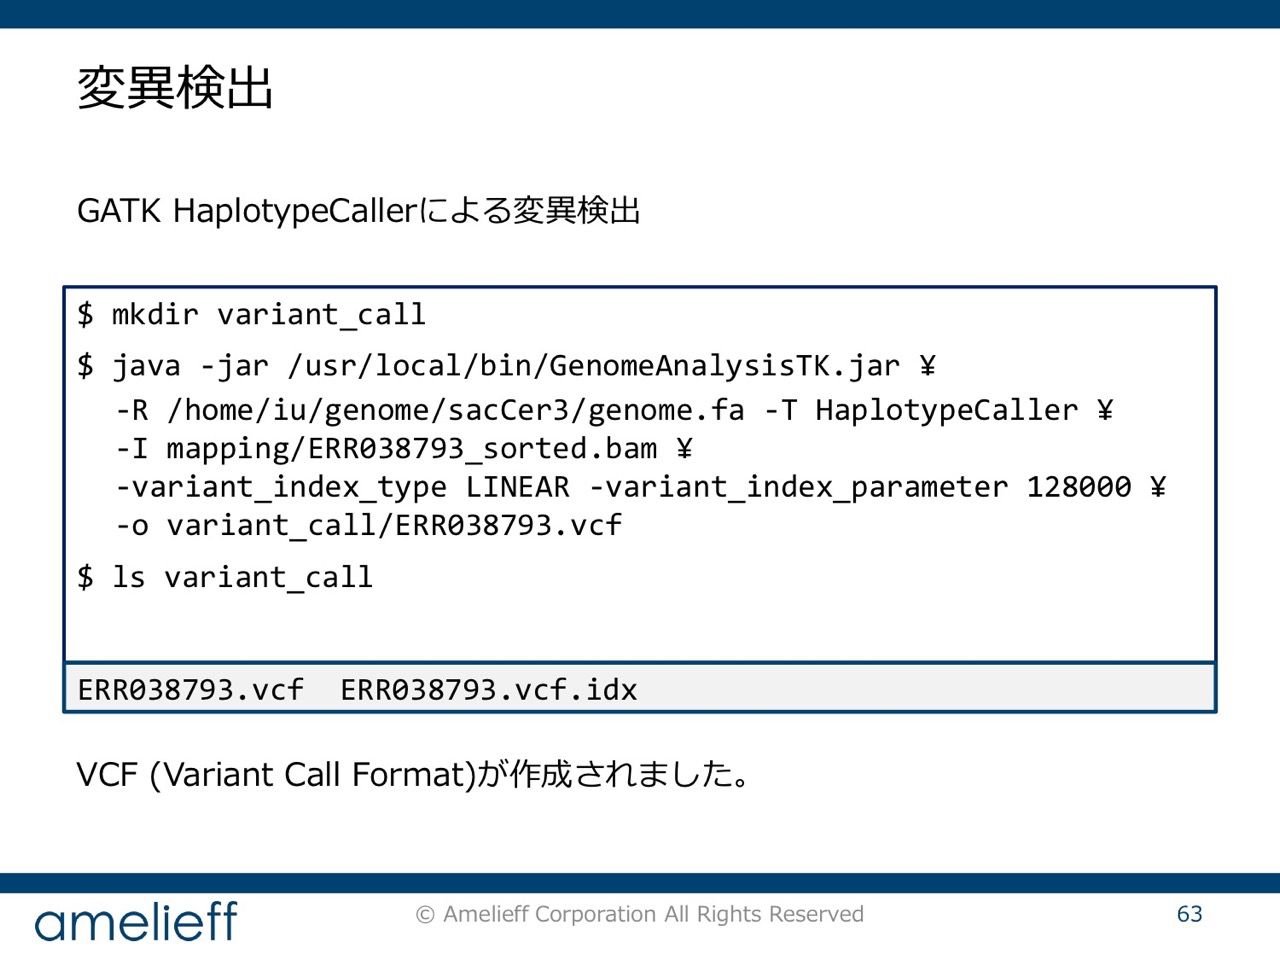 変異検出
GATK HaplotypeCallerによる変異検出
$ mkdir variant_call
$ java -jar /usr/local/bin/GenomeAnalysisTK.jar ¥
-R /home/iu/genome/sacCer3/genome.fa -T HaplotypeCaller ¥
-I mapping/ERR038793_sorted.bam ¥
-variant_index_type LINEAR -variant_index_parameter 128000 ¥
-o variant_call/ERR038793.vcf
$ ls variant_call
ERR038793.vcf  ERR038793.vcf.idx
VCF (Variant Call Format)が作成されました。
amelieff
© Amelieff Corporation All Rights Reserved
63